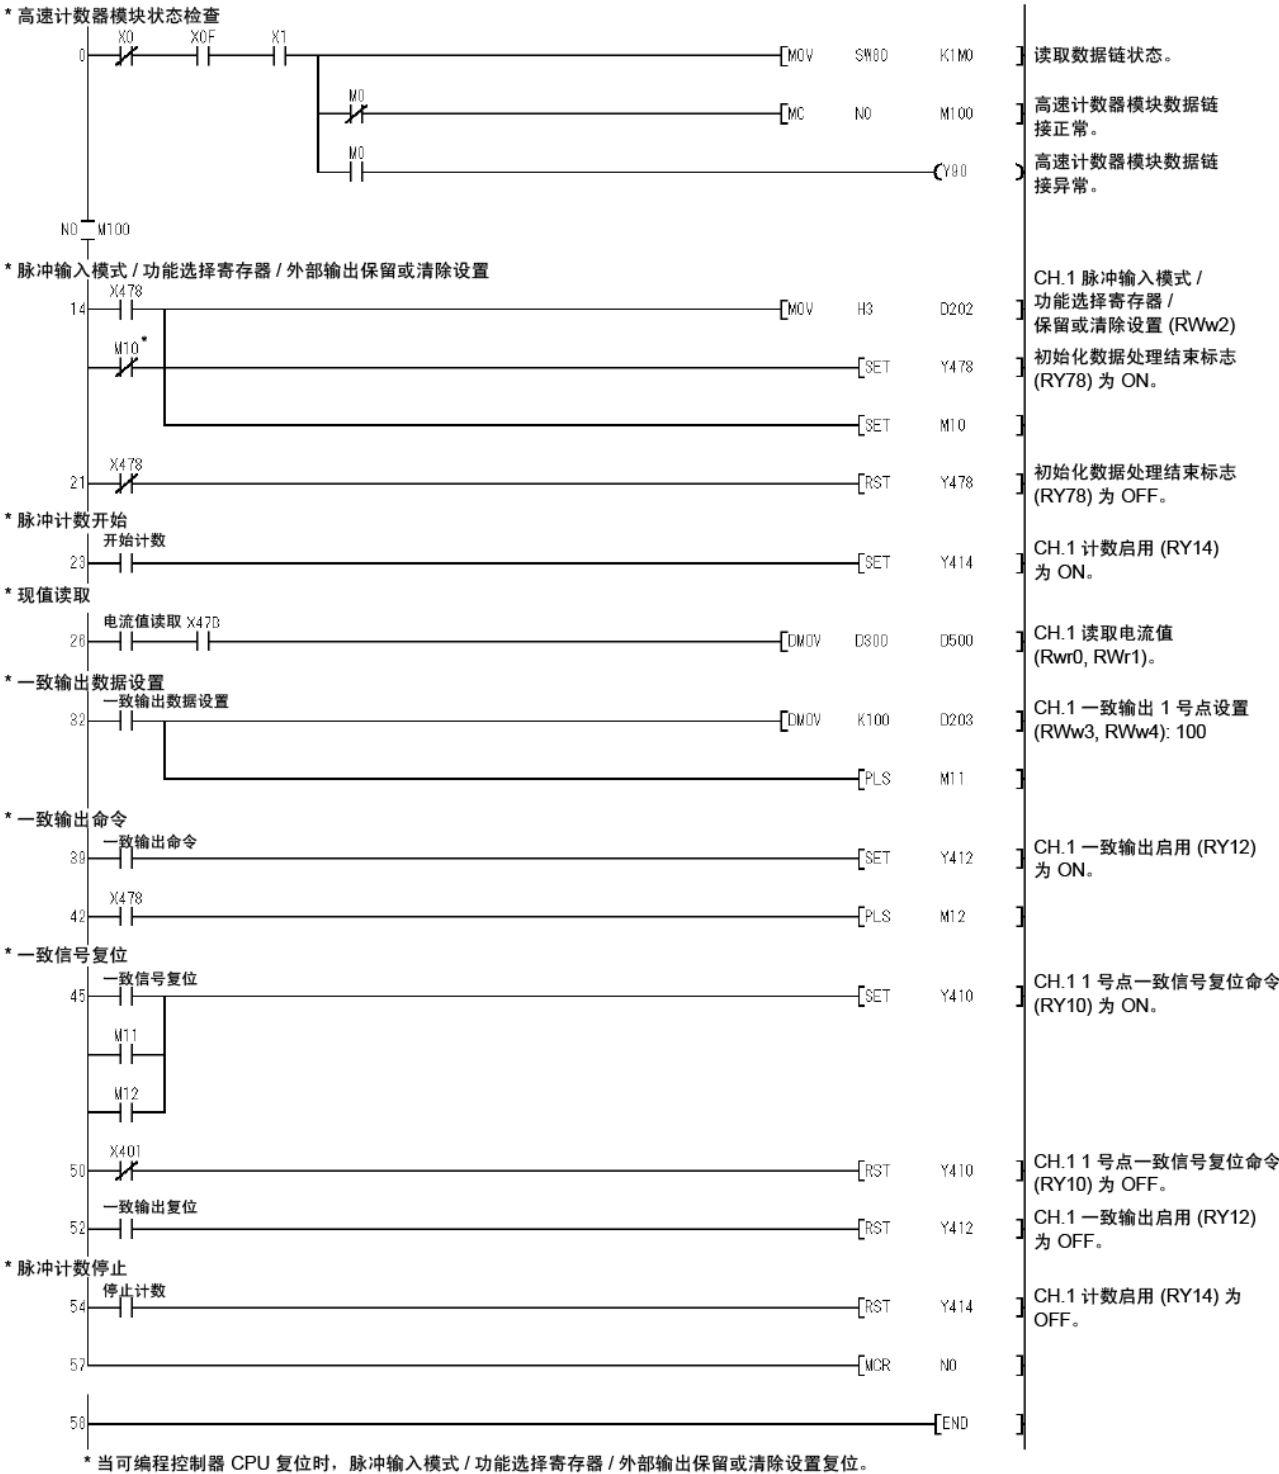 * 高速计数器模块状态检查
X0 X0F X1
0 [MOV SW80 K1M0 ] 读取数据链状态。
M0
[MC N0 M100 ] 高速计数器模块数据链
接正常。
M0
(Y90 ) 高速计数器模块数据链
接异常。
N0 M100
* 脉冲输入模式 / 功能选择寄存器 / 外部输出保留或清除设置
X478
14 [MOV H3 D202 ] CH.1 脉冲输入模式 /
功能选择寄存器 /
保留或清除设置 (RWw2)
M10 *
[SET Y478 ] 初始化数据处理结束标志
(RY78) 为 ON。
[SET M10 ]
X478
21 [RST Y478 ] 初始化数据处理结束标志
(RY78) 为 OFF。
* 脉冲计数开始
开始计数
23 [SET Y414 ] CH.1 计数启用 (RY14)
为 ON。
* 现值读取
电流值读取 X47B
26 [DMOV D300 D500 ] CH.1 读取电流值
(Rwr0, RWr1)。
* 一致输出数据设置
一致输出数据设置
32 [DMOV K100 D203 ] CH.1 一致输出 1 号点设置
(RWw3, RWw4): 100
[PLS M11 ]
* 一致输出命令
一致输出命令
39 [SET Y412 ] CH.1 一致输出启用 (RY12)
为 ON。
X478
42 [PLS M12 ]
* 一致信号复位
一致信号复位
45 [SET Y410 ] CH.1 1 号点一致信号复位命令
(RY10) 为 ON。
M11
M12
X401
50 [RST Y410 ] CH.1 1 号点一致信号复位命令
(RY10) 为 OFF。
一致输出复位
52 [RST Y412 ] CH.1 一致输出启用 (RY12)
为 OFF。
* 脉冲计数停止
停止计数
54 [RST Y414 ] CH.1 计数启用 (RY14) 为
OFF。
57 [MCR N0 ]
58 [END ]
* 当可编程控制器 CPU 复位时，脉冲输入模式 / 功能选择寄存器 / 外部输出保留或清除设置复位。